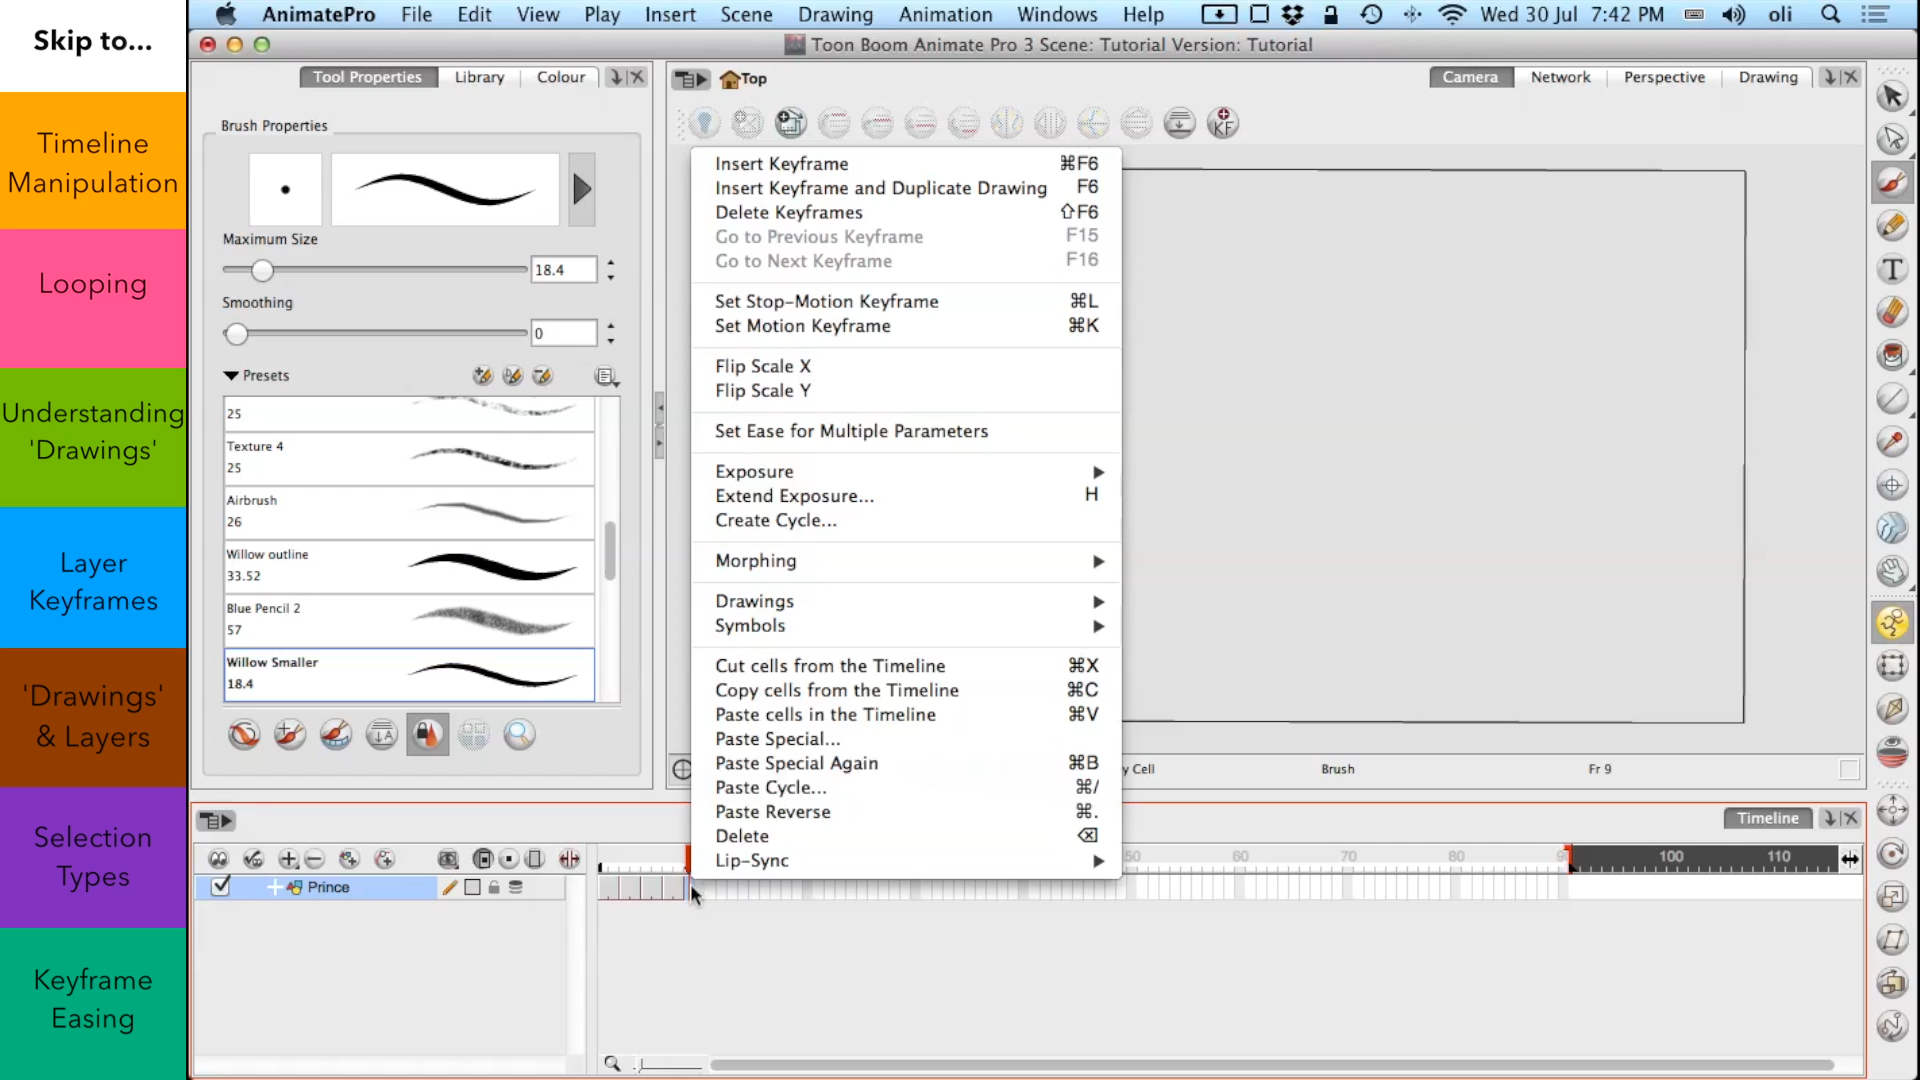 Skip to...
Timeline
Manipulation
Looping
Understanding
'Drawings'
Layer
Keyframes
'Drawings'
& Layers
Selection
Types
Keyframe
Easing
AnimatePro File Edit View Play Insert Scene Drawing Animation Windows Help Wed 30 Jul 7:42 PM oli
Toon Boom Animate Pro 3 Scene: Tutorial Version: Tutorial
Tool Properties Library Colour
Brush Properties
Maximum Size
18.4
Smoothing
0
Presets
25
Texture 4
25
Airbrush
26
Willow outline
33.52
Blue Pencil 2
57
Willow Smaller
18.4
Top
Camera Network Perspective Drawing
KF
Insert Keyframe ⌘F6
Insert Keyframe and Duplicate Drawing F6
Delete Keyframes ⇧F6
Go to Previous Keyframe F15
Go to Next Keyframe F16
Set Stop-Motion Keyframe ⌘L
Set Motion Keyframe ⌘K
Flip Scale X
Flip Scale Y
Set Ease for Multiple Parameters
Exposure
Extend Exposure... H
Create Cycle...
Morphing
Drawings
Symbols
Cut cells from the Timeline ⌘X
Copy cells from the Timeline ⌘C
Paste cells in the Timeline ⌘V
Paste Special...
Paste Special Again ⌘B
Paste Cycle... ⌘/
Paste Reverse ⌘.
Delete ⌫
Lip-Sync
y Cell Brush Fr 9
Timeline
50 60 70 80 100 110
Prince